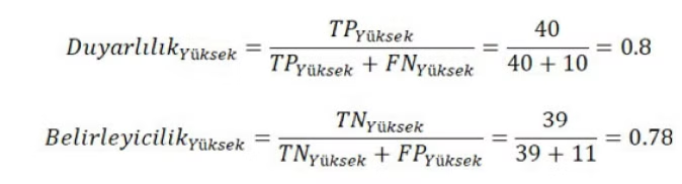 Duyarlılık_Yüksek = TP_Yüksek / (TP_Yüksek + FN_Yüksek) = 40 / (40 + 10) = 0.8
Belirleyicilik_Yüksek = TN_Yüksek / (TN_Yüksek + FP_Yüksek) = 39 / (39 + 11) = 0.78